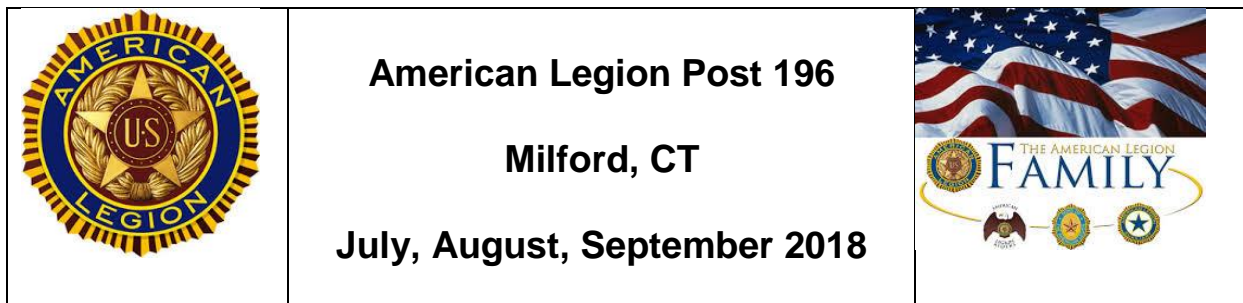 AMERICAN
U.S
LEGION
American Legion Post 196
Milford, CT
July, August, September 2018
THE AMERICAN LEGION
FAMILY